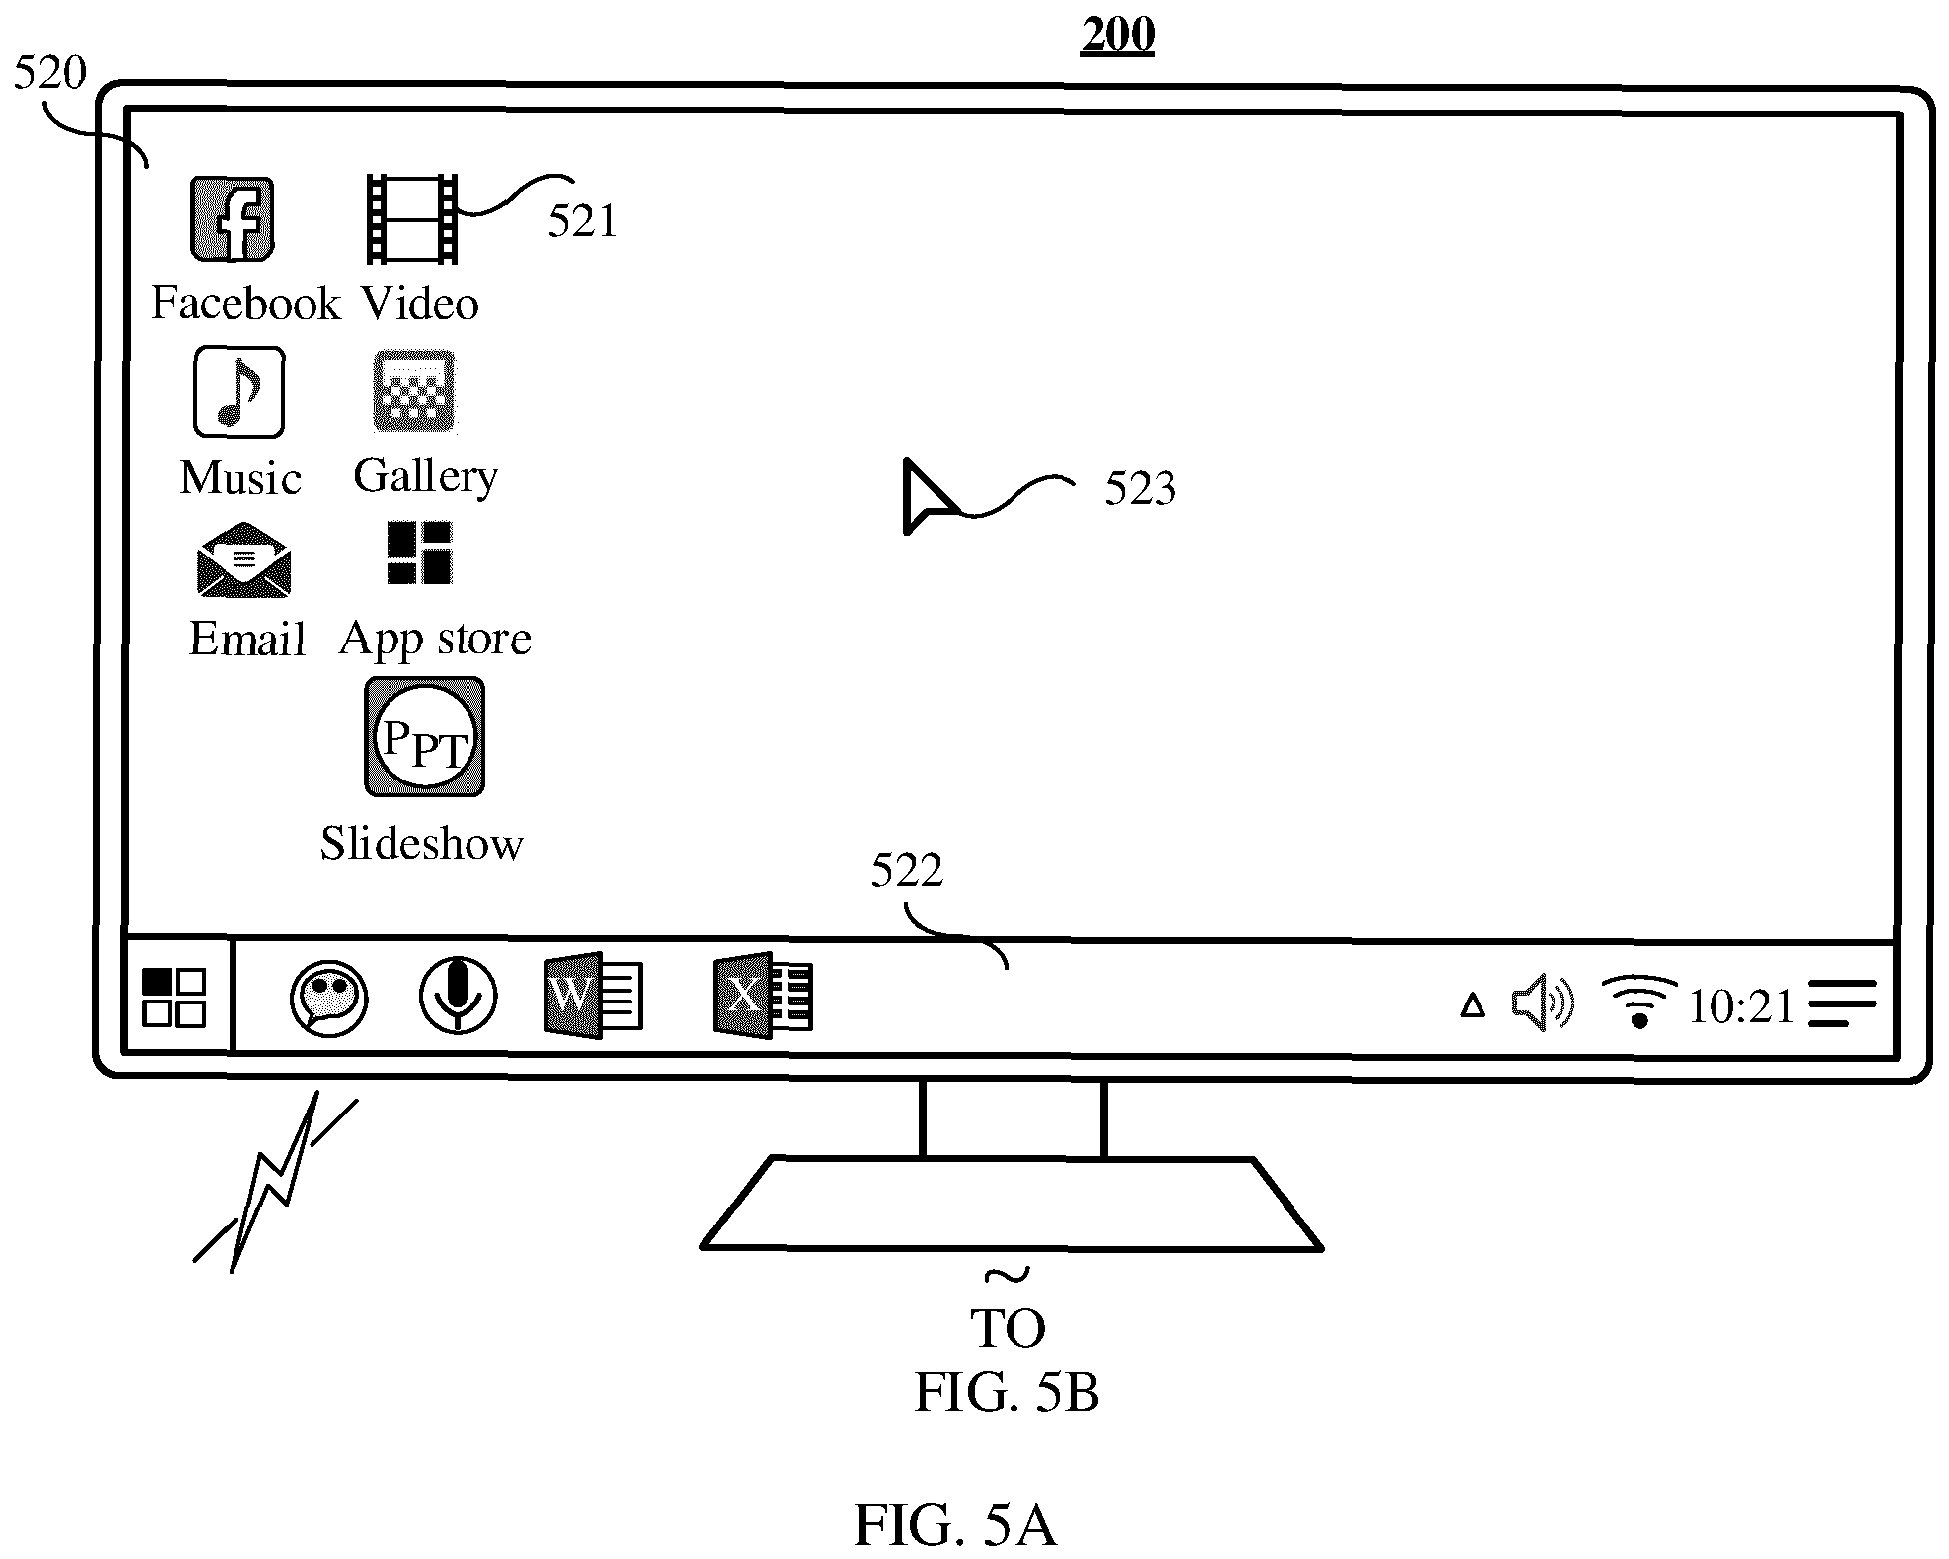 200
520
521
Facebook Video
Music Gallery
523
Email App store
PPT
Slideshow
522
W X 10:21
TO
FIG. 5B
FIG. 5A